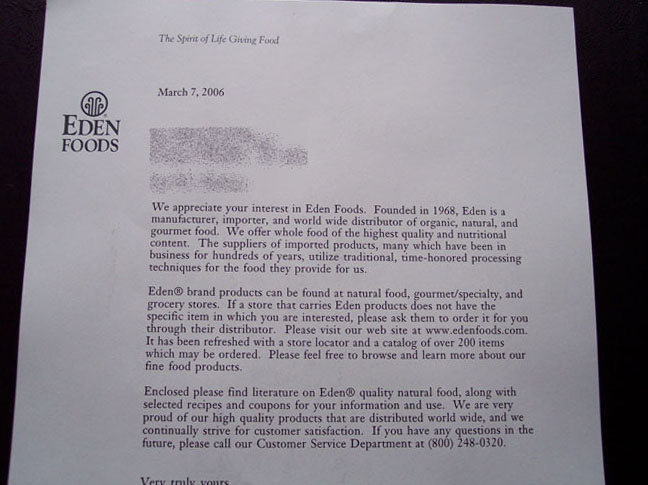 The Spirit of Life Giving Food
March 7, 2006
EDEN
FOODS
We appreciate your interest in Eden Foods. Founded in 1968, Eden is a
manufacturer, importer, and world wide distributor of organic, natural, and
gourmet food. We offer whole food of the highest quality and nutritional
content. The suppliers of imported products, many which have been in
business for hundreds of years, utilize traditional, time-honored processing
techniques for the food they provide for us.
Eden® brand products can be found at natural food, gourmet/specialty, and
grocery stores. If a store that carries Eden products does not have the
specific item in which you are interested, please ask them to order it for you
through their distributor. Please visit our web site at www.edenfoods.com.
It has been refreshed with a store locator and a catalog of over 200 items
which may be ordered. Please feel free to browse and learn more about our
fine food products.
Enclosed please find literature on Eden® quality natural food, along with
selected recipes and coupons for your information and use. We are very
proud of our high quality products that are distributed world wide, and we
continually strive for customer satisfaction. If you have any questions in the
future, please call our Customer Service Department at (800) 248-0320.
Very truly yours